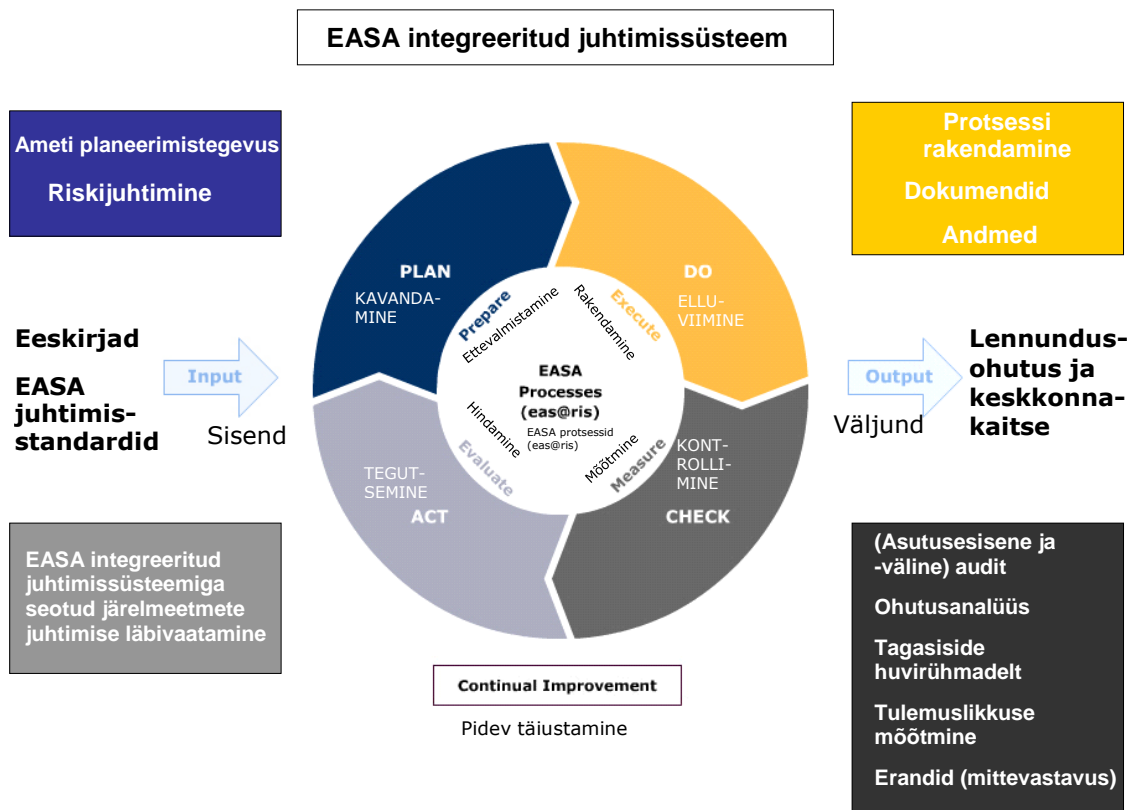 EASA integreeritud juhtimissüsteem
Ameti planeerimistegevus
Riskijuhtimine
Protsessi
rakendamine
Dokumendid
Andmed
PLAN
KAVANDA-
MINE
DO
ELLU-
VIIMINE
Prepare
Ettevalmistamine
Rakendamine
Execute
Eeskirjad
EASA
juhtimis-
standardid
Input
Sisend
EASA
Processes
(eas@ris)
EASA protsessid
(eas@ris)
Output
Väljund
Lennundus-
ohutus ja
keskkonna-
kaitse
Hindamine
Evaluate
Mõõtmine
Measure
TEGUT-
SEMINE
ACT
KONT-
ROLLI-
MINE
CHECK
EASA integreeritud
juhtimissüsteemiga
seotud järelmeetmete
juhtimise läbivaatamine
(Asutusesisene ja
-väline) audit
Ohutusanalüüs
Tagasiside
huvirühmadelt
Tulemuslikkuse
mõõtmine
Erandid (mittevastavus)
Continual Improvement
Pidev täiustamine